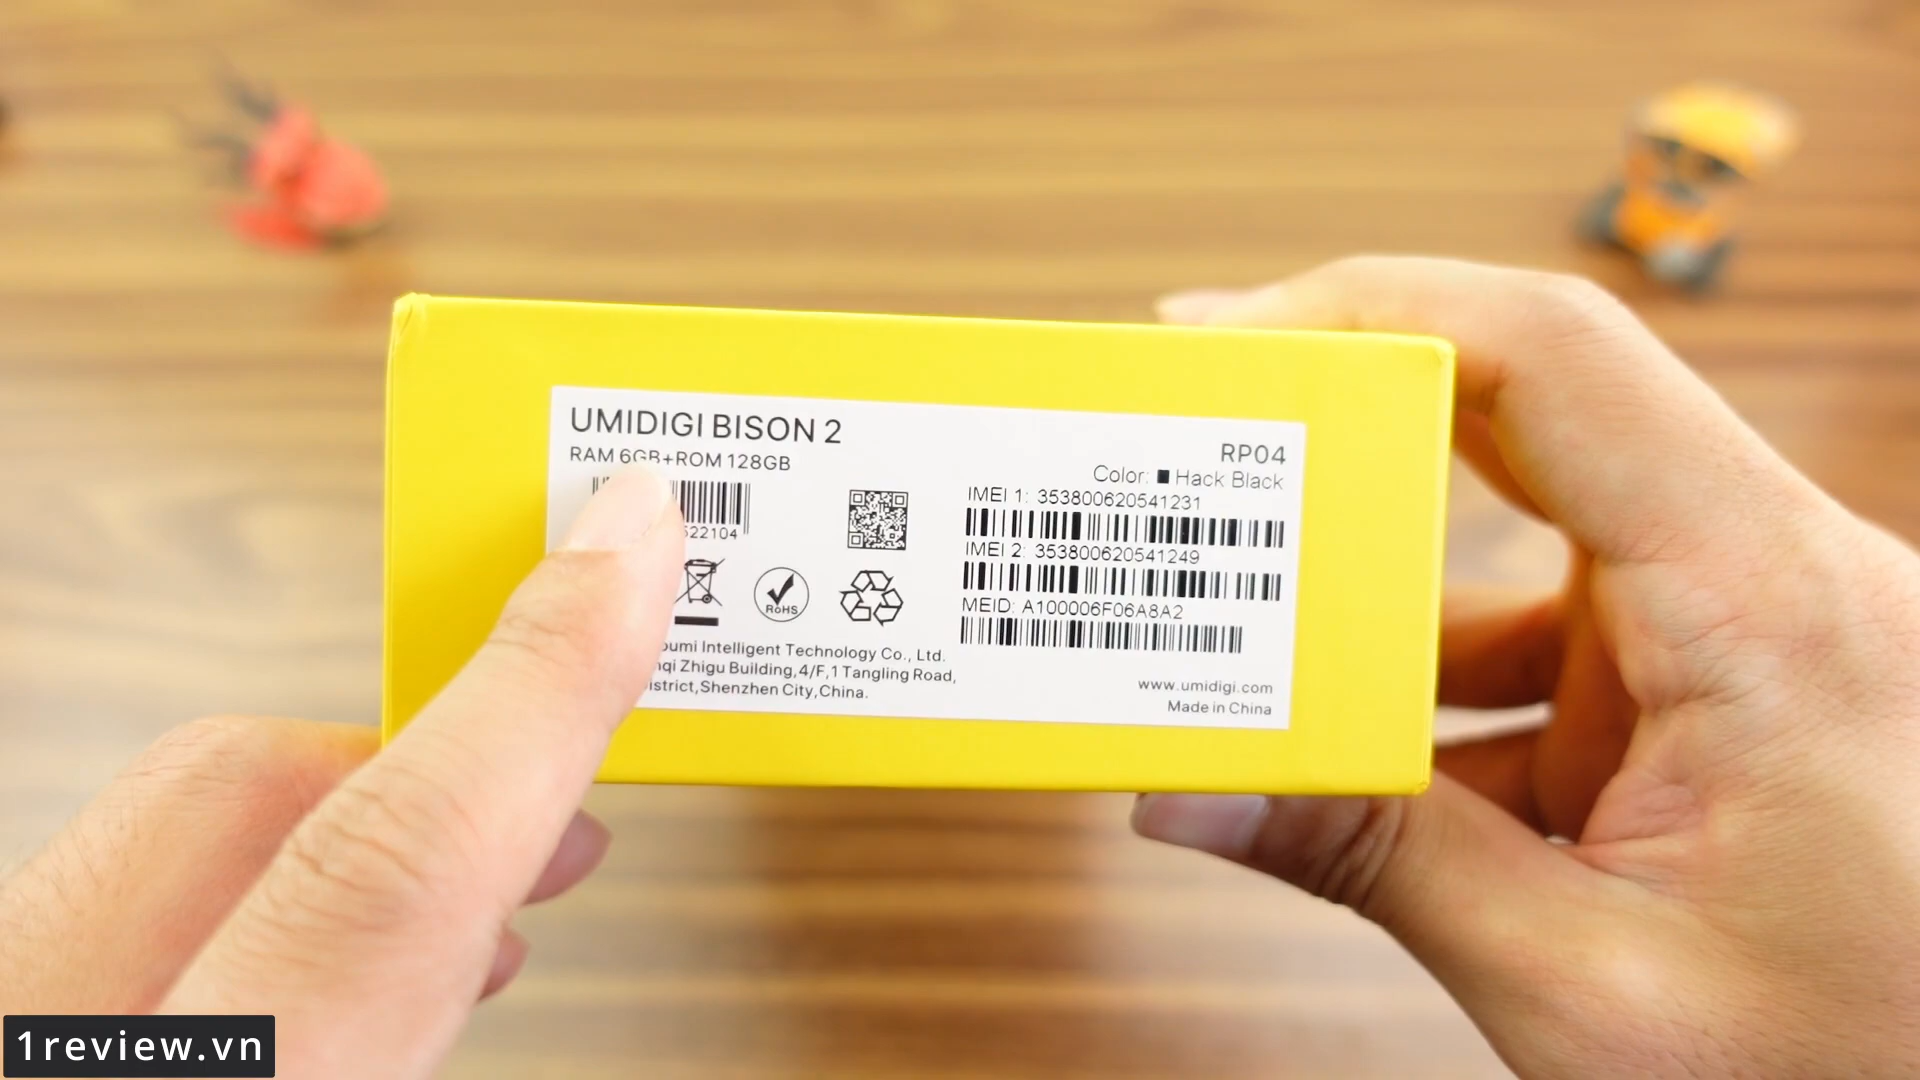 UMIDIGI BISON 2
RAM 6GB+ROM 128GB
522104
RP04
Color: Hack Black
IMEI 1: 353800620541231
IMEI 2: 353800620541249
MEID: A100006F06A8A2
RoHS
Intelligent Technology Co., Ltd.
Zhigu Building,4/F,1 Tangling Road,
Shenzhen City,China.
www.umidigi.com
Made in China
1review.vn